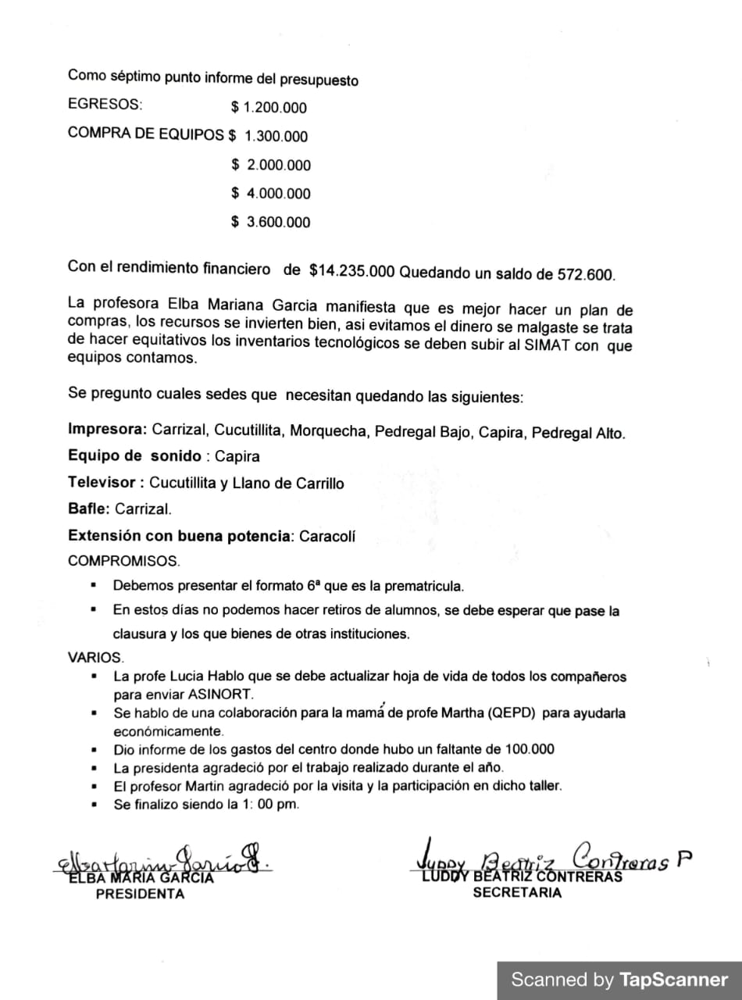 Como séptimo punto informe del presupuesto
EGRESOS: $ 1.200.000
COMPRA DE EQUIPOS $ 1.300.000
$ 2.000.000
$ 4.000.000
$ 3.600.000
Con el rendimiento financiero de $14.235.000 Quedando un saldo de 572.600.
La profesora Elba Mariana Garcia manifiesta que es mejor hacer un plan de
compras, los recursos se invierten bien, asi evitamos el dinero se malgaste se trata
de hacer equitativos los inventarios tecnológicos se deben subir al SIMAT con que
equipos contamos.
Se pregunto cuales sedes que necesitan quedando las siguientes:
Impresora: Carrizal, Cucutillita, Morquecha, Pedregal Bajo, Capira, Pedregal Alto.
Equipo de sonido : Capira
Televisor : Cucutillita y Llano de Carrillo
Bafle: Carrizal.
Extensión con buena potencia: Caracolí
COMPROMISOS.
▪ Debemos presentar el formato 6ª que es la prematricula.
▪ En estos días no podemos hacer retiros de alumnos, se debe esperar que pase la
clausura y los que bienes de otras instituciones.
VARIOS.
▪ La profe Lucia Hablo que se debe actualizar hoja de vida de todos los compañeros
para enviar ASINORT.
▪ Se hablo de una colaboración para la mamá de profe Martha (QEPD) para ayudarla
económicamente.
▪ Dio informe de los gastos del centro donde hubo un faltante de 100.000
▪ La presidenta agradeció por el trabajo realizado durante el año.
▪ El profesor Martin agradeció por la visita y la participación en dicho taller.
▪ Se finalizo siendo la 1: 00 pm.
Luddy Beatriz Contreras P
ELBA MARIA GARCIA LUDDY BEATRIZ CONTRERAS
PRESIDENTA SECRETARIA
Scanned by TapScanner